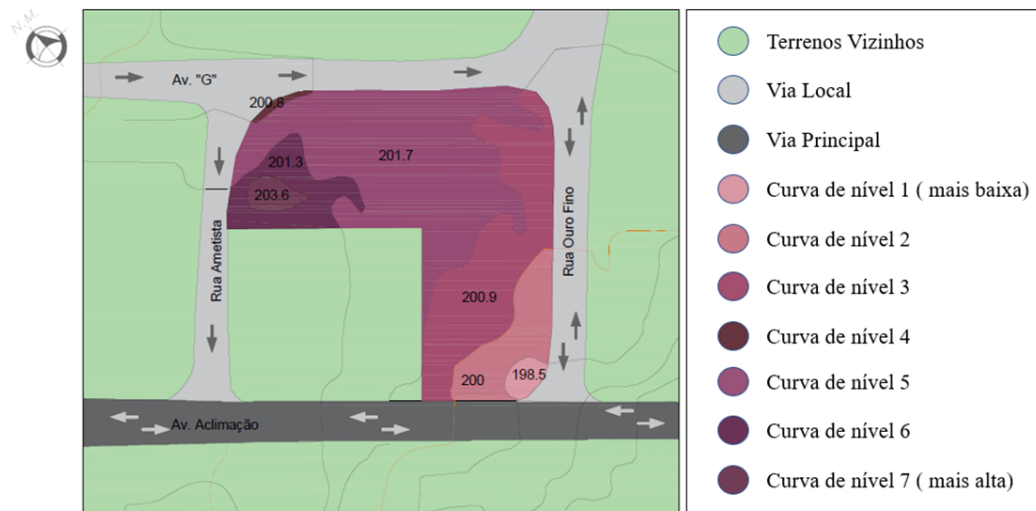 N.M.
Av. "G"
200.8
201.3
201.7
203.6
Rua Ametista
Rua Ouro Fino
200.9
200
198.5
Av. Aclimação
Terrenos Vizinhos
Via Local
Via Principal
Curva de nível 1 ( mais baixa)
Curva de nível 2
Curva de nível 3
Curva de nível 4
Curva de nível 5
Curva de nível 6
Curva de nível 7 ( mais alta)